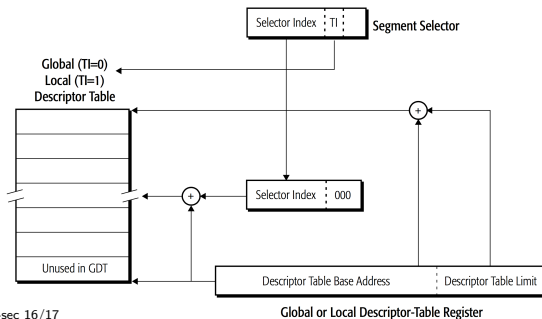 Selector Index TI
Segment Selector
Global (TI=0)
Local (TI=1)
Descriptor Table
+
+
Selector Index 000
Unused in GDT
Descriptor Table Base Address Descriptor Table Limit
Global or Local Descriptor-Table Register
-sec 16/17